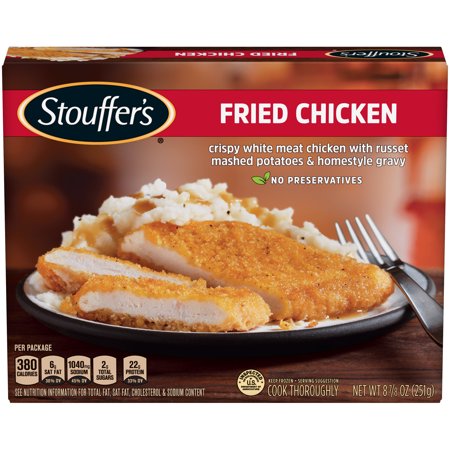 FRIED CHICKEN
Stouffer's
Stouffer's
®
FRIED CHICKEN
crispy white meat chicken with russet
mashed potatoes & homestyle gravy
NO PRESERVATIVES
PER PACKAGE
380 CALORIES
6g SAT FAT 30% DV
1040mg SODIUM 45% DV
2g TOTAL SUGARS
22g PROTEIN 33% DV
SEE NUTRITION INFORMATION FOR TOTAL FAT, SAT FAT, CHOLESTEROL & SODIUM CONTENT
INSPECTED
U.S.
KEEP FROZEN • SERVING SUGGESTION
COOK THOROUGHLY
NET WT 8 7/8 OZ (251g)